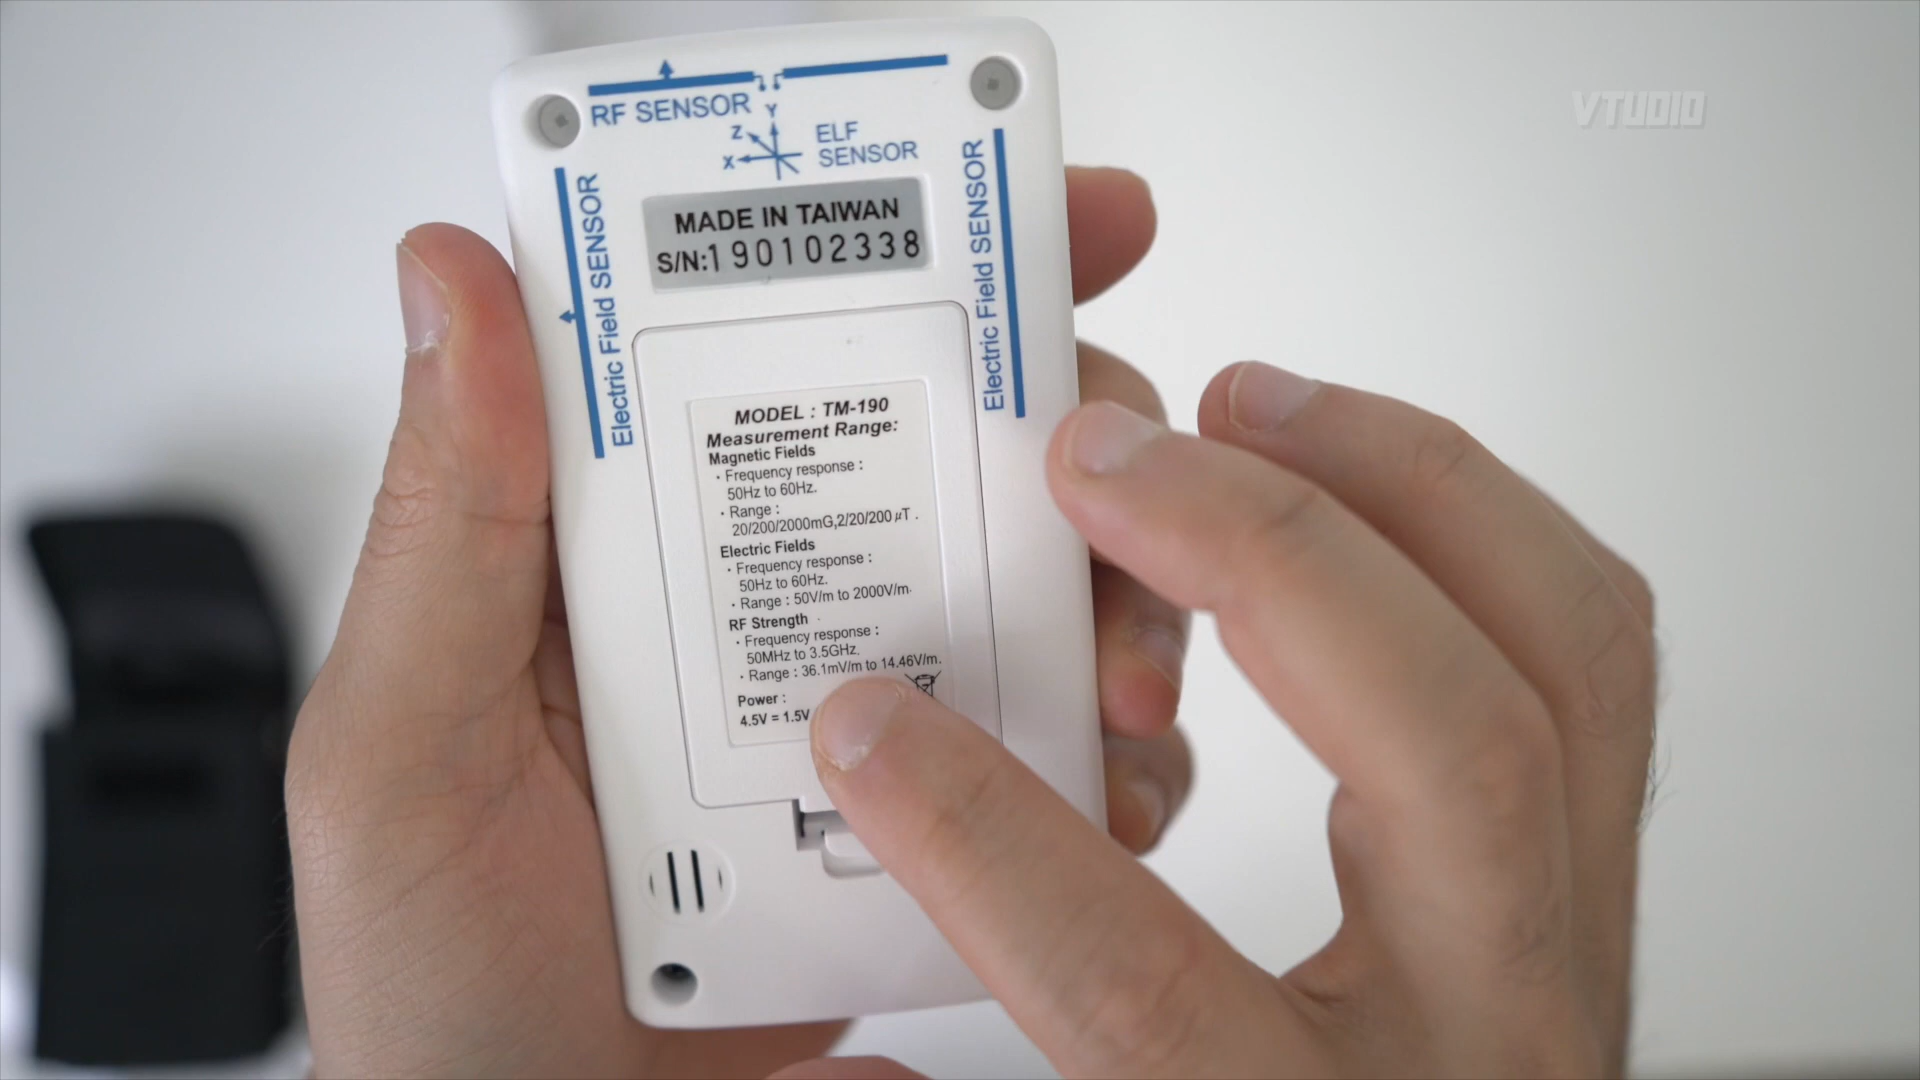 VTUDIO
RF SENSOR
Y
Z
X
ELF
SENSOR
Electric Field SENSOR
Electric Field SENSOR
MADE IN TAIWAN
S/N:190102338
MODEL : TM-190
Measurement Range:
Magnetic Fields
· Frequency response :
50Hz to 60Hz.
· Range :
20/200/2000mG,2/20/200 μT .
Electric Fields
· Frequency response :
50Hz to 60Hz.
· Range : 50V/m to 2000V/m.
RF Strength
· Frequency response :
50MHz to 3.5GHz.
· Range : 36.1mV/m to 14.46V/m.
Power :
4.5V = 1.5V